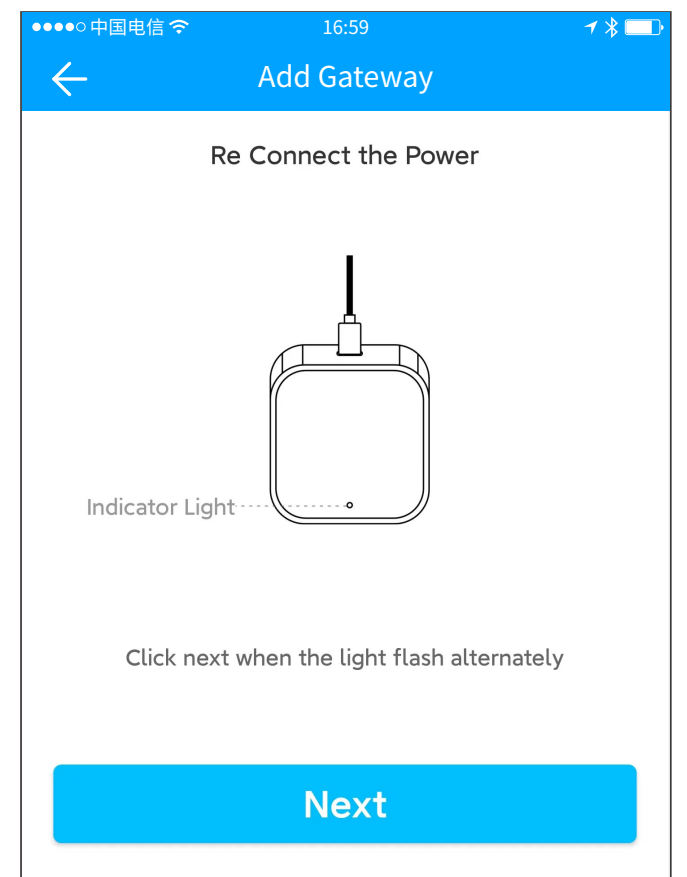 中国电信
16:59
Add Gateway
Re Connect the Power
Indicator Light
Click next when the light flash alternately
Next